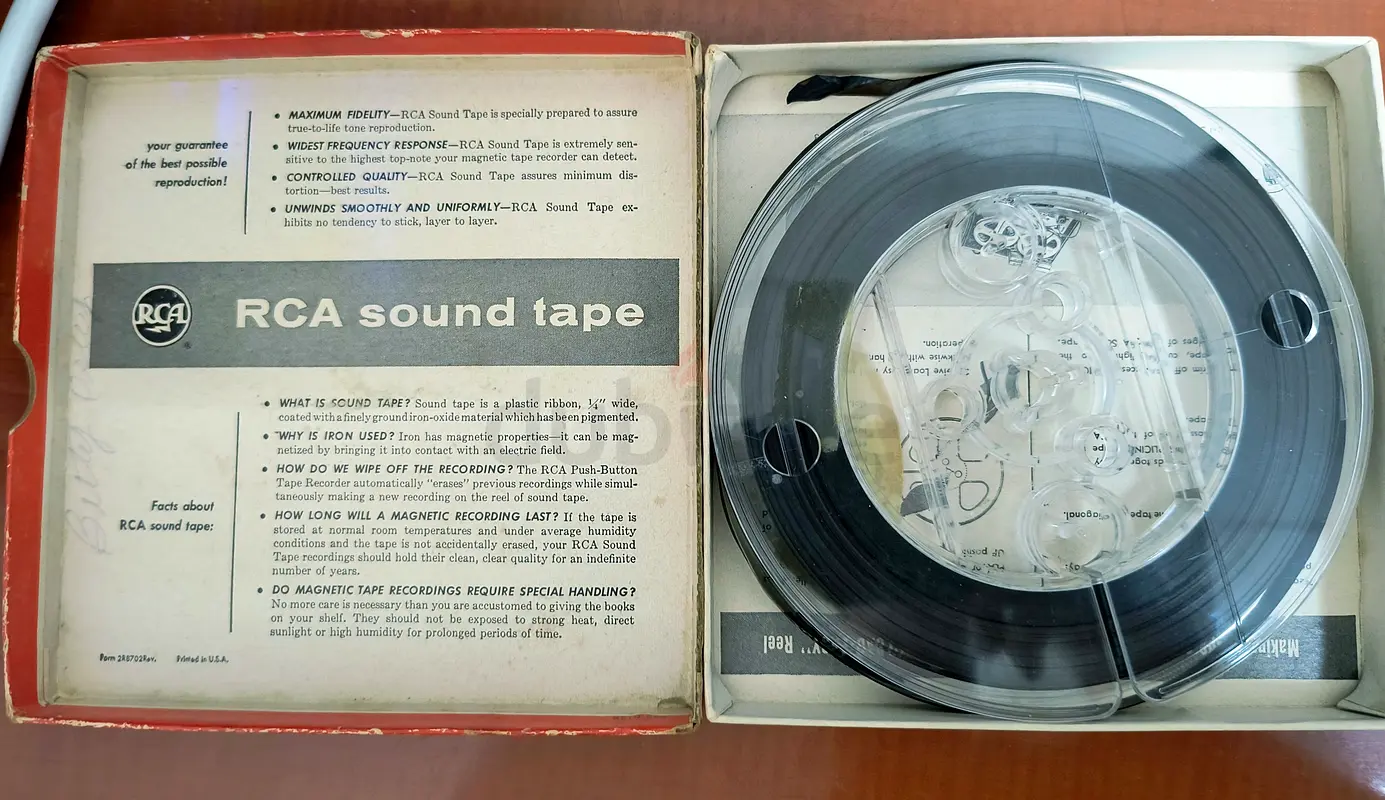 your guarantee
of the best possible
reproduction!
• MAXIMUM FIDELITY—RCA Sound Tape is specially prepared to assure
true-to-life tone reproduction.
• WIDEST FREQUENCY RESPONSE—RCA Sound Tape is extremely sen-
sitive to the highest top-note your magnetic tape recorder can detect.
• CONTROLLED QUALITY—RCA Sound Tape assures minimum dis-
tortion—best results.
• UNWINDS SMOOTHLY AND UNIFORMLY—RCA Sound Tape ex-
hibits no tendency to stick, layer to layer.
RCA
RCA sound tape
Facts about
RCA sound tape:
• WHAT IS SOUND TAPE? Sound tape is a plastic ribbon, ¼" wide,
coated with a finely ground iron-oxide material which has been pigmented.
• WHY IS IRON USED? Iron has magnetic properties—it can be mag-
netized by bringing it into contact with an electric field.
• HOW DO WE WIPE OFF THE RECORDING? The RCA Push-Button
Tape Recorder automatically "erases" previous recordings while simul-
taneously making a new recording on the reel of sound tape.
• HOW LONG WILL A MAGNETIC RECORDING LAST? If the tape is
stored at normal room temperatures and under average humidity
conditions and the tape is not accidentally erased, your RCA Sound
Tape recordings should hold their clean, clear quality for an indefinite
number of years.
• DO MAGNETIC TAPE RECORDINGS REQUIRE SPECIAL HANDLING?
No more care is necessary than you are accustomed to giving the books
on your shelf. They should not be exposed to strong heat, direct
sunlight or high humidity for prolonged periods of time.
Form 2R8702Rev. Printed in U.S.A.
Reel